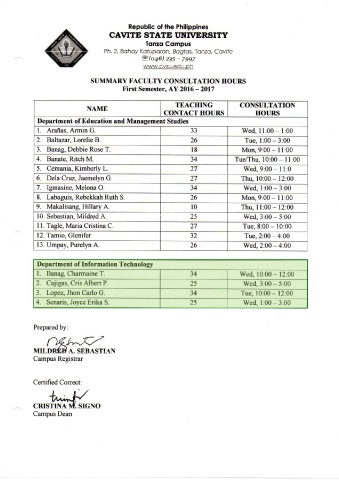 Republic of the Philippines
CAVITE STATE UNIVERSITY
Tanza Campus
Ph. 2, Bahay Katuparan, Bagtas, Tanza, Cavite
(046) 235 - 7997
www.cvsu.edu.ph
SUMMARY FACULTY CONSULTATION HOURS
First Semester, AY 2016 – 2017
NAME TEACHING CONTACT HOURS CONSULTATION HOURS
Department of Education and Management Studies
1. Arañas, Armin G. 33 Wed, 11:00 – 1:00
2. Baltazar, Lorelie B. 26 Tue, 1:00 – 3:00
3. Banag, Debbie Rose T. 18 Mon, 9:00 – 11:00
4. Banate, Ritch M. 34 Tue/Thu, 10:00 – 11:00
5. Cemania, Kimberly L. 27 Wed, 9:00 – 11:0
6. Dela Cruz, Jaemelyn O. 27 Thu, 10:00 – 12:00
7. Igmasine, Melona O. 34 Wed, 1:00 – 3:00
8. Labaguis, Rebekkah Ruth S. 26 Mon, 9:00 – 11:00
9. Makalisang, Hillary A. 10 Thu, 11:00 – 12:00
10. Sebastian, Mildred A. 25 Wed, 3:00 – 5:00
11. Tagle, Maria Cristina C. 27 Tue, 8:00 – 10:00
12. Tamio, Glenifer 32 Tue, 2:00 – 4:00
13. Umpay, Purelyn A. 26 Wed, 2:00 – 4:00
Department of Information Technology
1. Banag, Charmaine T. 34 Wed, 10:00 – 12:00
2. Cajigas, Cris Albert P. 25 Wed, 3:00 – 5:00
3. Lopez, Jhon Carlo G. 34 Tue, 10:00 – 12:00
4. Senaris, Joyce Erika S. 25 Wed, 1:00 – 3:00
Prepared by:
MILDRED A. SEBASTIAN
Campus Registrar
Certified Correct:
CRISTINA M. SIGNO
Campus Dean